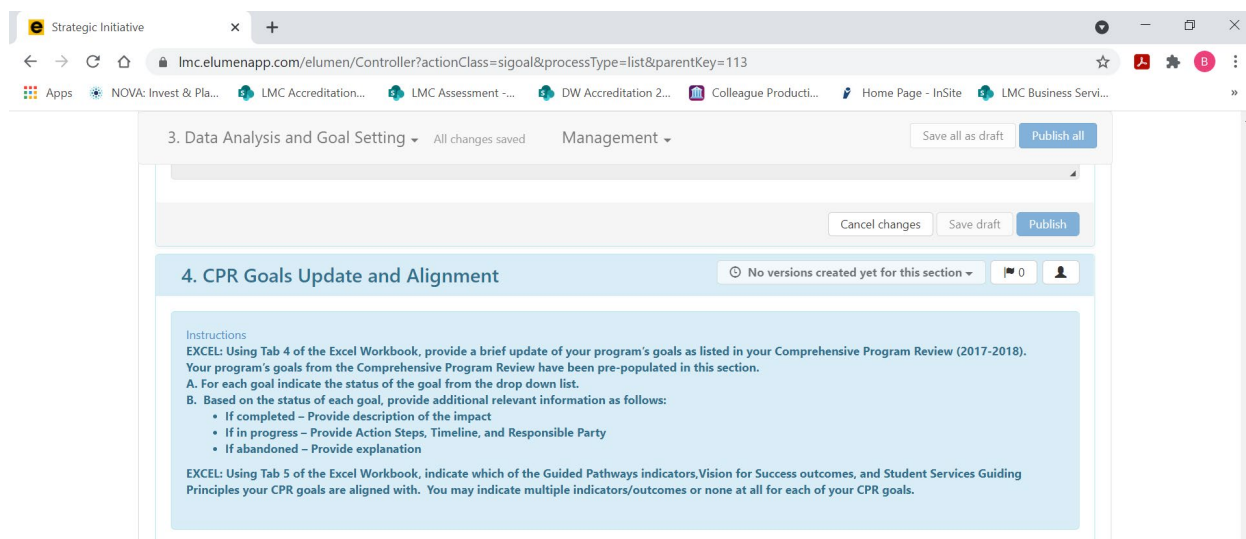 Strategic Initiative
lmc.elumenapp.com/elumen/Controller?actionClass=sigoal&processType=list&parentKey=113
B
Apps NOVA: Invest & Pla... LMC Accreditation... LMC Assessment -... DW Accreditation 2... Colleague Producti... Home Page - InSite LMC Business Servi... »
3. Data Analysis and Goal Setting All changes saved Management Save all as draft Publish all
Cancel changes Save draft Publish
4. CPR Goals Update and Alignment No versions created yet for this section 0
Instructions
EXCEL: Using Tab 4 of the Excel Workbook, provide a brief update of your program's goals as listed in your Comprehensive Program Review (2017-2018).
Your program's goals from the Comprehensive Program Review have been pre-populated in this section.
A. For each goal indicate the status of the goal from the drop down list.
B. Based on the status of each goal, provide additional relevant information as follows:
• If completed – Provide description of the impact
• If in progress – Provide Action Steps, Timeline, and Responsible Party
• If abandoned – Provide explanation
EXCEL: Using Tab 5 of the Excel Workbook, indicate which of the Guided Pathways indicators,Vision for Success outcomes, and Student Services Guiding
Principles your CPR goals are aligned with. You may indicate multiple indicators/outcomes or none at all for each of your CPR goals.